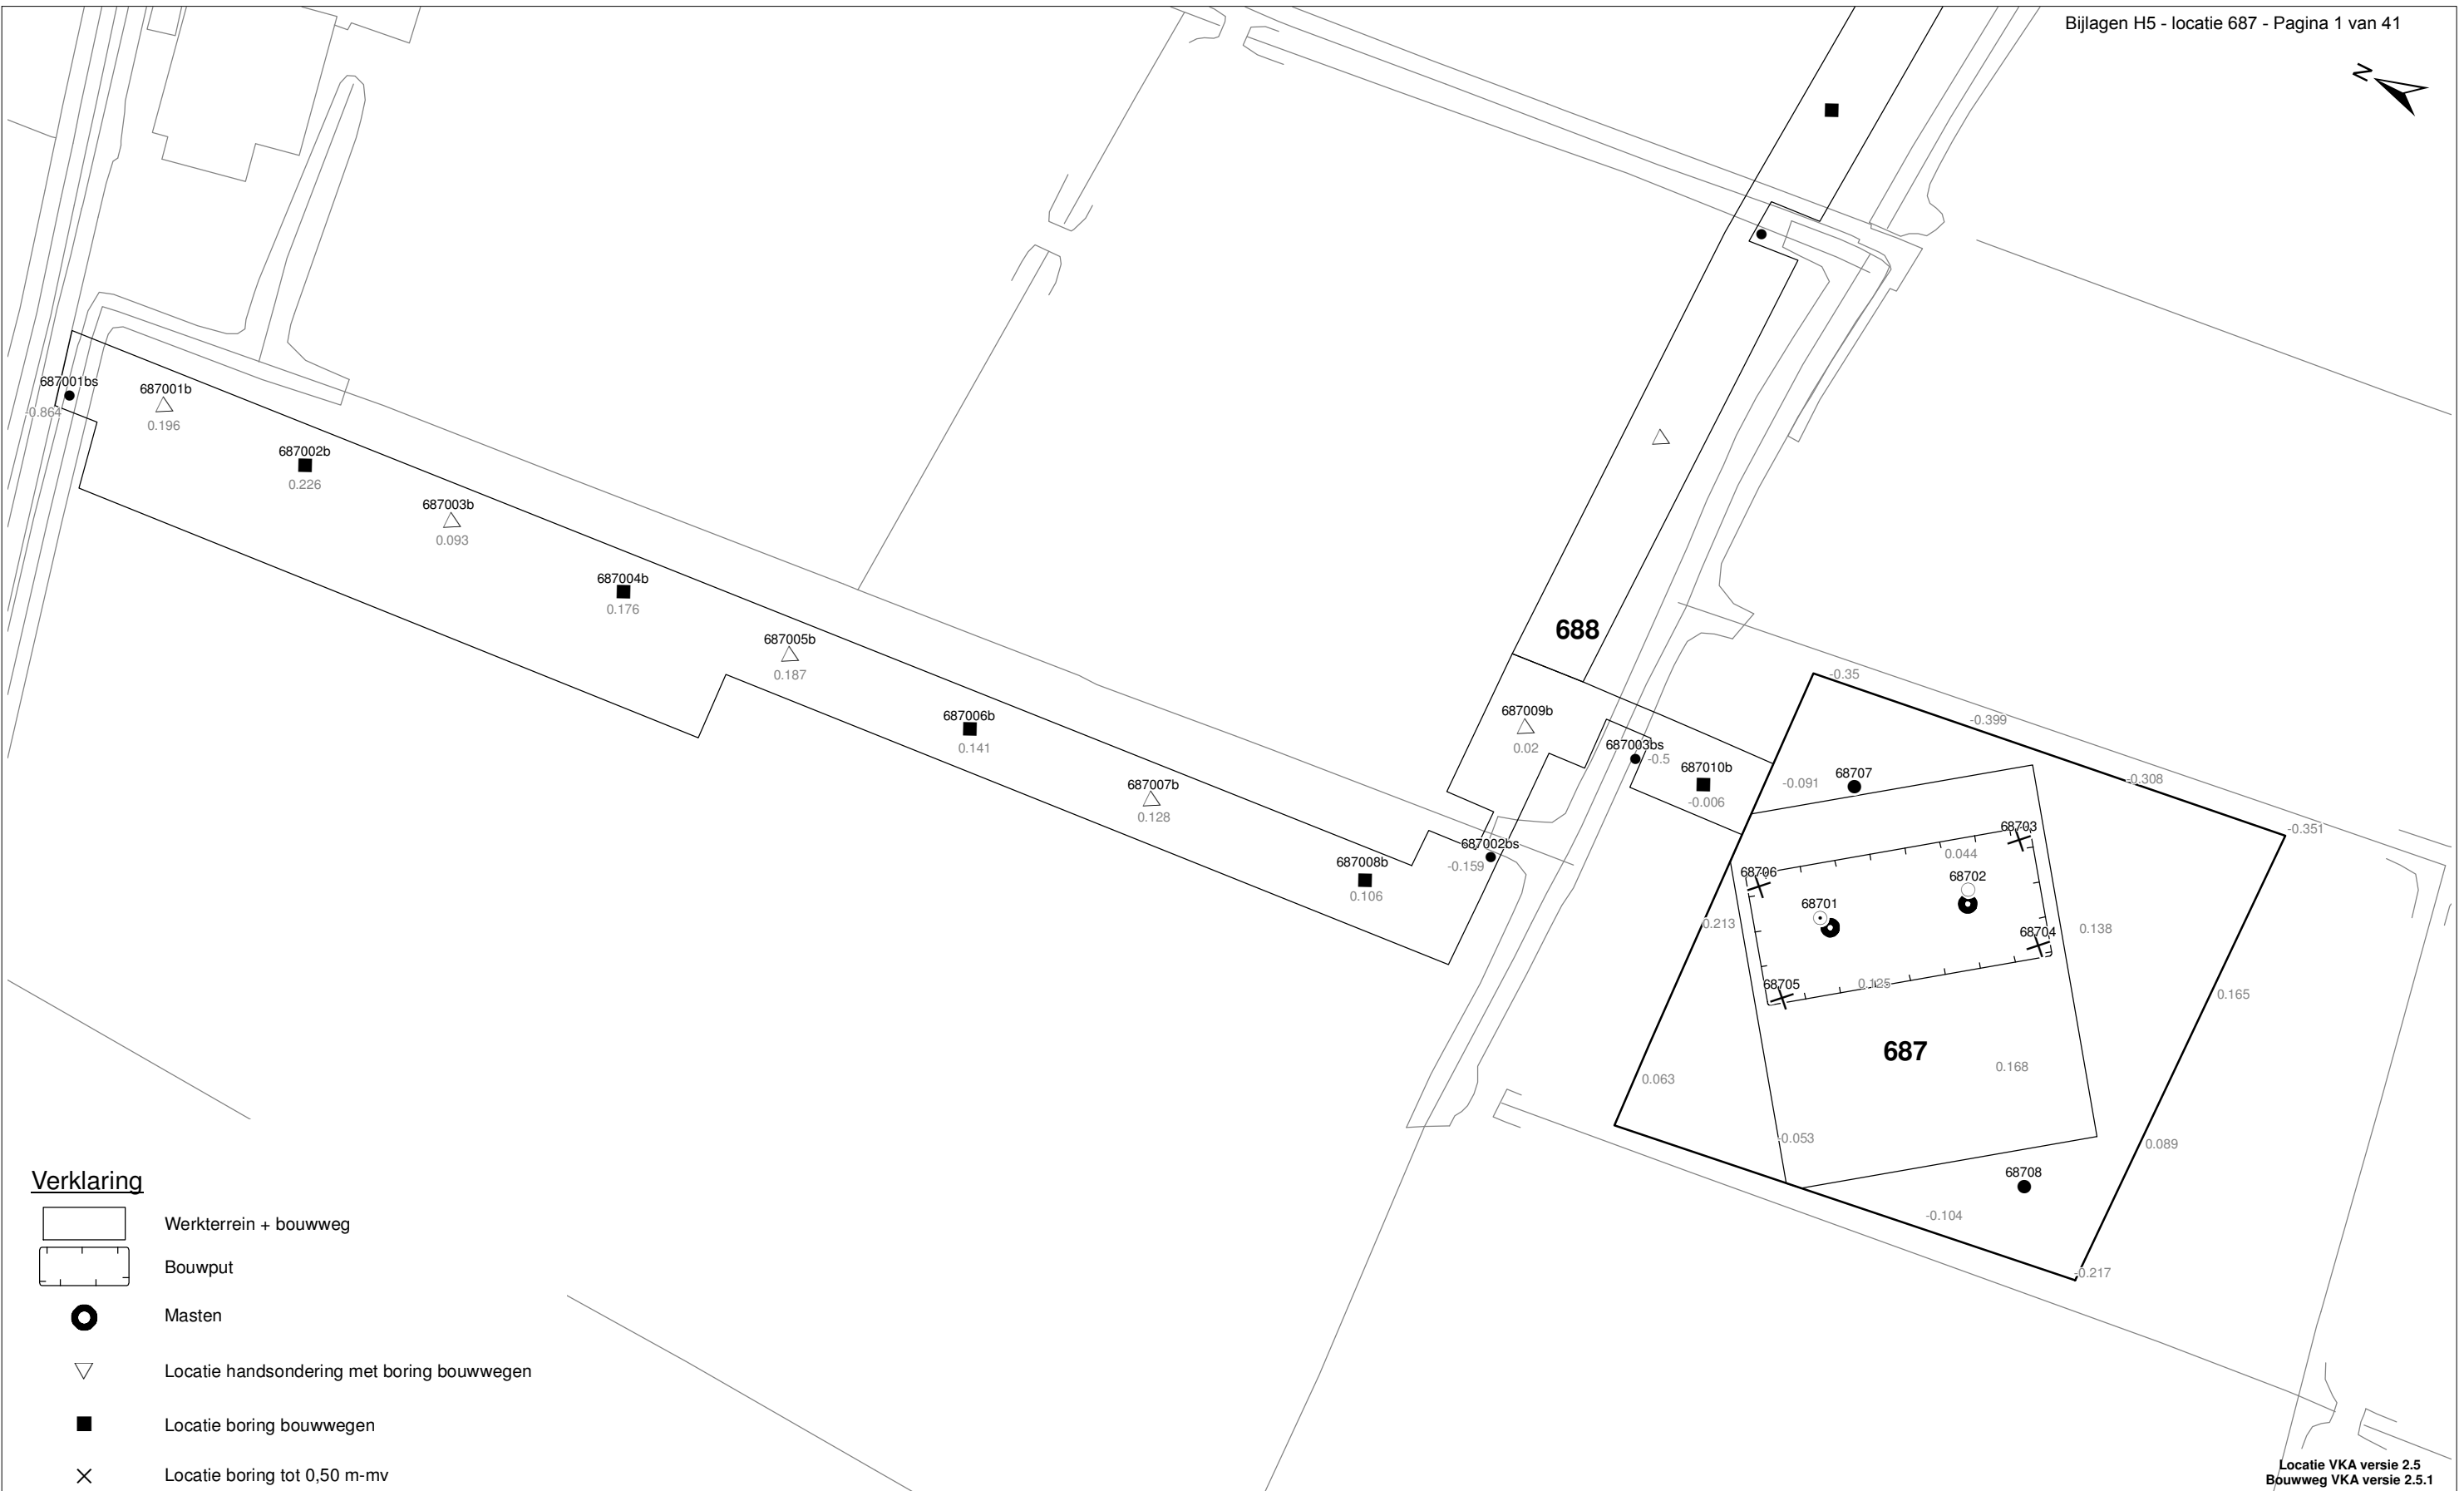 Bijlagen H5 - locatie 687 - Pagina 1 van 41
N
687001bs
-0.864
687001b
0.196
687002b
0.226
687003b
0.093
687004b
0.176
687005b
0.187
687006b
0.141
687007b
0.128
687008b
0.106
688
687009b
0.02
687002bs
-0.159
687003bs
-0.5
687010b
-0.006
-0.35
-0.399
-0.308
-0.351
-0.091
68707
68703
0.044
68706
68702
68701
0.213
68704
0.138
68705
0.125
0.165
687
0.168
0.063
-0.053
0.089
68708
-0.104
-0.217
Verklaring
Werkterrein + bouwweg
Bouwput
Masten
Locatie handsondering met boring bouwwegen
Locatie boring bouwwegen
Locatie boring tot 0,50 m-mv
Locatie VKA versie 2.5
Bouwweg VKA versie 2.5.1